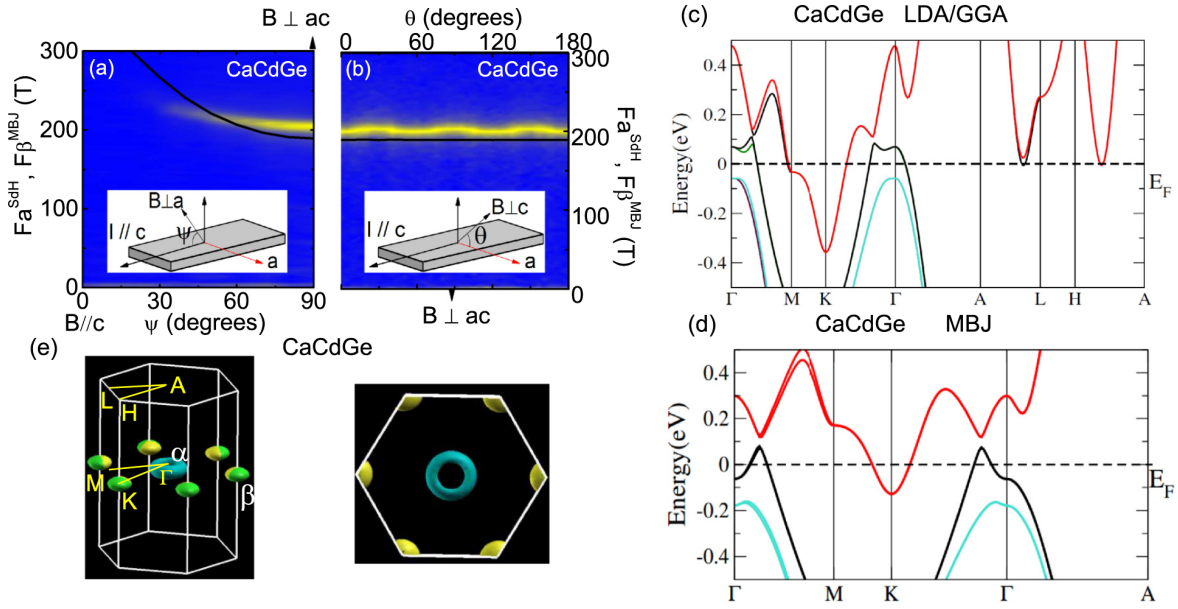 B ⊥ ac
θ (degrees)
0 60 120 180
(a) CaCdGe
(b) CaCdGe
300
200
100
0
Fa^SdH , Fβ^MBJ (T)
B⊥a
I // c
ψ
a
B⊥c
I // c
θ
a
300
200
100
0
Fa^SdH , Fβ^MBJ (T)
0 30 60 90
B//c ψ (degrees)
B ⊥ ac
(c) CaCdGe LDA/GGA
Energy(eV)
0.4
0.2
0
-0.2
-0.4
E_F
Γ M K Γ A L H A
(d) CaCdGe MBJ
Energy(eV)
0.4
0.2
0
-0.2
-0.4
E_F
Γ M K Γ A
(e) CaCdGe
A
L
H
α
Γ
M
K
β